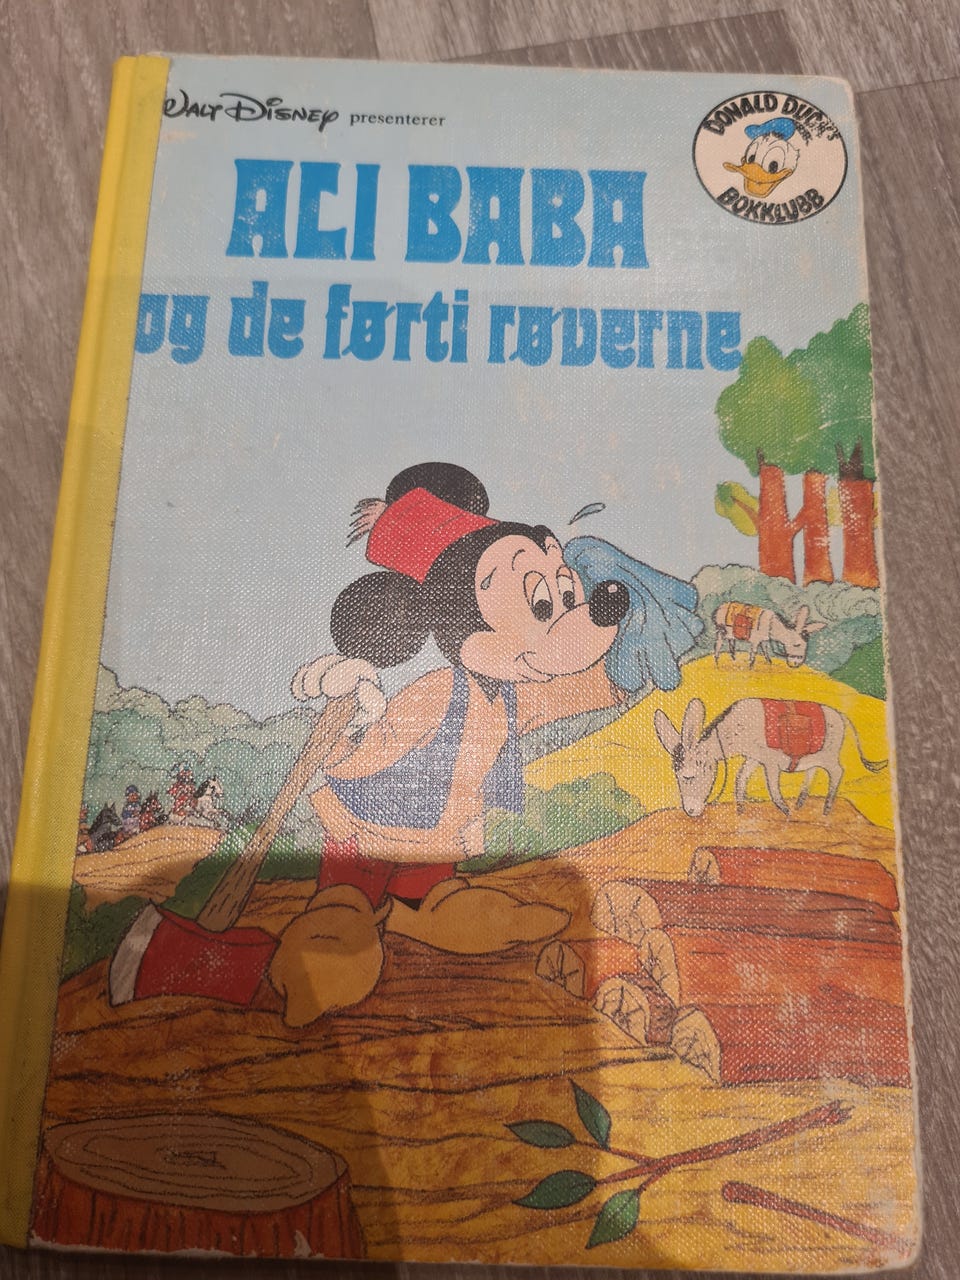 WALT DISNEY presenterer
DONALD DUCK'S
BOKKLUBB
ALI BABA
og de førti røverne